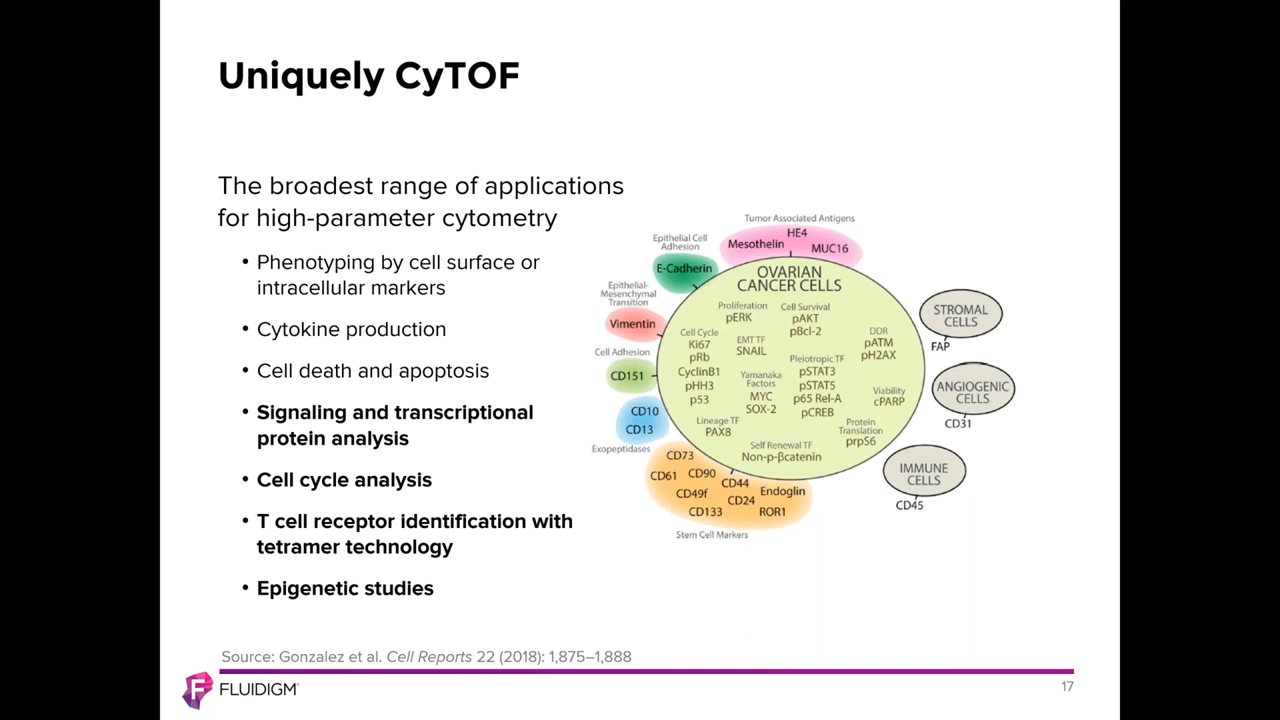 Uniquely CyTOF
The broadest range of applications
for high-parameter cytometry
• Phenotyping by cell surface or
intracellular markers
• Cytokine production
• Cell death and apoptosis
• Signaling and transcriptional
protein analysis
• Cell cycle analysis
• T cell receptor identification with
tetramer technology
• Epigenetic studies
Tumor Associated Antigens
HE4
Mesothelin
MUC16
Epithelial Cell
Adhesion
E-Cadherin
Epithelial-
Mesenchymal
Transition
Vimentin
Cell Adhesion
CD151
CD10
CD13
Exopeptidases
OVARIAN
CANCER CELLS
Proliferation
pERK
Cell Survival
pAKT
pBcl-2
Cell Cycle
Ki67
pRb
CyclinB1
pHH3
p53
EMT TF
SNAIL
DDR
pATM
pH2AX
Pleiotropic TF
pSTAT3
pSTAT5
p65 Rel-A
pCREB
Yamanaka
Factors
MYC
SOX-2
Viability
cPARP
Lineage TF
PAX8
Protein
Translation
prpS6
Self Renewal TF
Non-p-βcatenin
CD73
CD61
CD90
CD44
CD49f
CD24
Endoglin
CD133
ROR1
Stem Cell Markers
STROMAL
CELLS
FAP
ANGIOGENIC
CELLS
CD31
IMMUNE
CELLS
CD45
Source: Gonzalez et al. Cell Reports 22 (2018): 1,875–1,888
F FLUIDIGM®
17